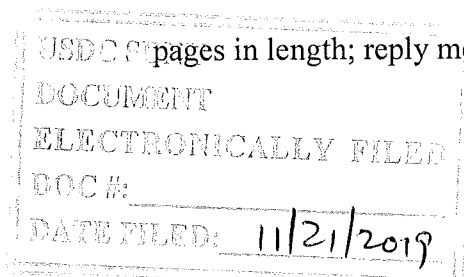 USDC pages in length; reply
DOCUMENT
ELECTRONICALLY FILED
DOC #:
DATE FILED: 11/21/2019